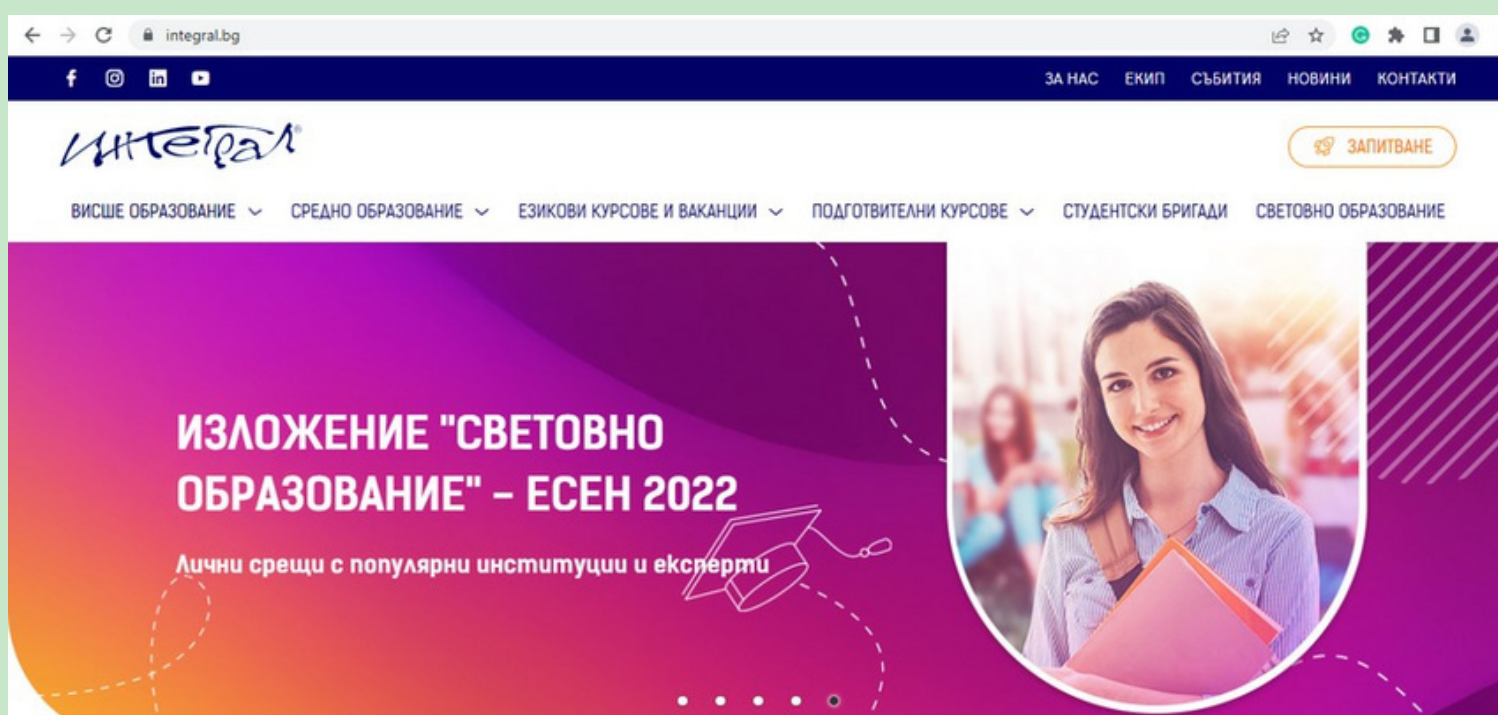 integral.bg
ЗА НАС ЕКИП СЪБИТИЯ НОВИНИ КОНТАКТИ
интеграл®
ЗАПИТВАНЕ
ВИСШЕ ОБРАЗОВАНИЕ СРЕДНО ОБРАЗОВАНИЕ ЕЗИКОВИ КУРСОВЕ И ВАКАНЦИИ ПОДГОТВИТЕЛНИ КУРСОВЕ СТУДЕНТСКИ БРИГАДИ СВЕТОВНО ОБРАЗОВАНИЕ
ИЗЛОЖЕНИЕ "СВЕТОВНО
ОБРАЗОВАНИЕ" – ЕСЕН 2022
Лични срещи с популярни институции и експерти